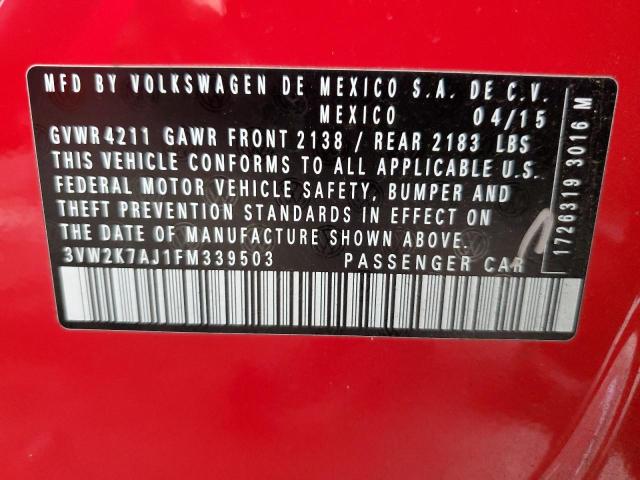 MFD BY VOLKSWAGEN DE MEXICO S.A. DE C.V.
MEXICO 04/15
GVWR4211 GAWR FRONT 2138 / REAR 2183 LBS
THIS VEHICLE CONFORMS TO ALL APPLICABLE U.S.
FEDERAL MOTOR VEHICLE SAFETY, BUMPER AND
THEFT PREVENTION STANDARDS IN EFFECT ON
THE DATE OF MANUFACTURE SHOWN ABOVE.
3VW2K7AJ1FM339503 PASSENGER CAR
1726319 3016 M